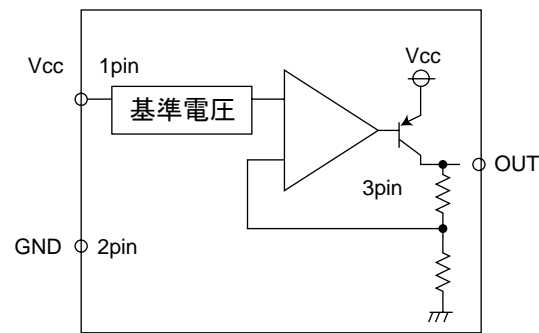 Vcc
Vcc 1pin
基準電圧
OUT
3pin
GND 2pin